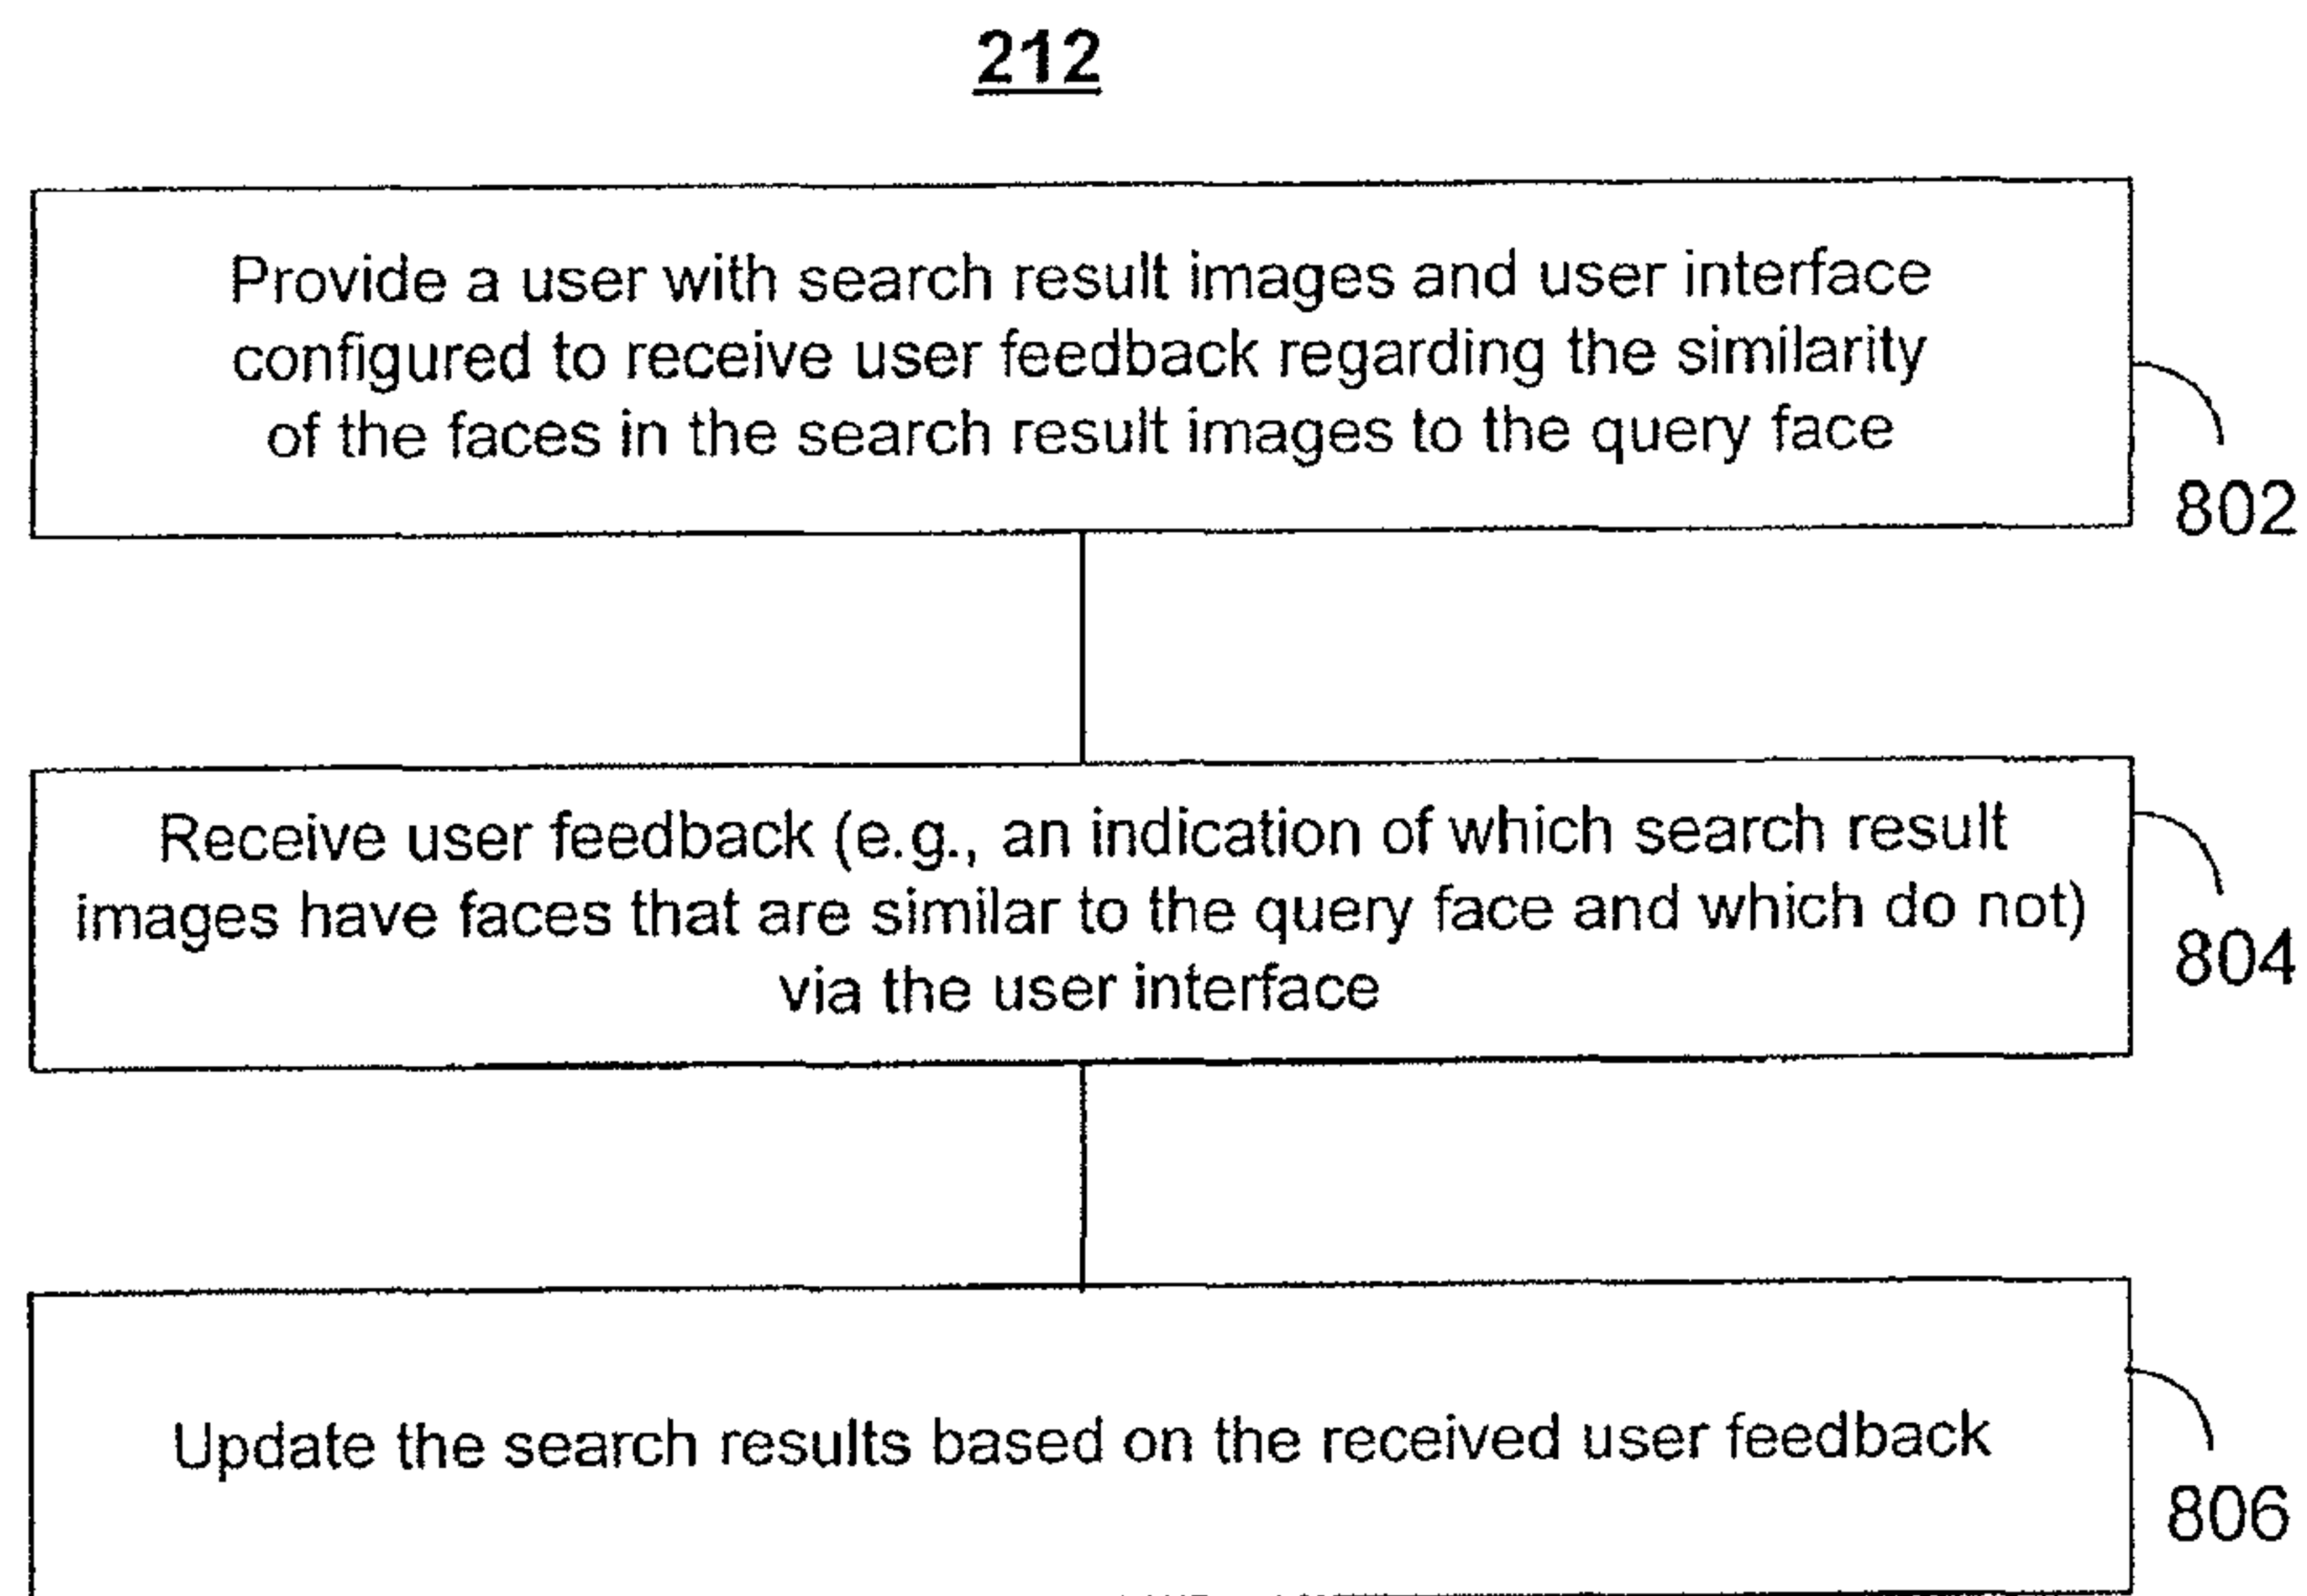 212
Provide a user with search result images and user interface
configured to receive user feedback regarding the similarity
of the faces in the search result images to the query face
802
Receive user feedback (e.g., an indication of which search result
images have faces that are similar to the query face and which do not)
via the user interface
804
Update the search results based on the received user feedback
806